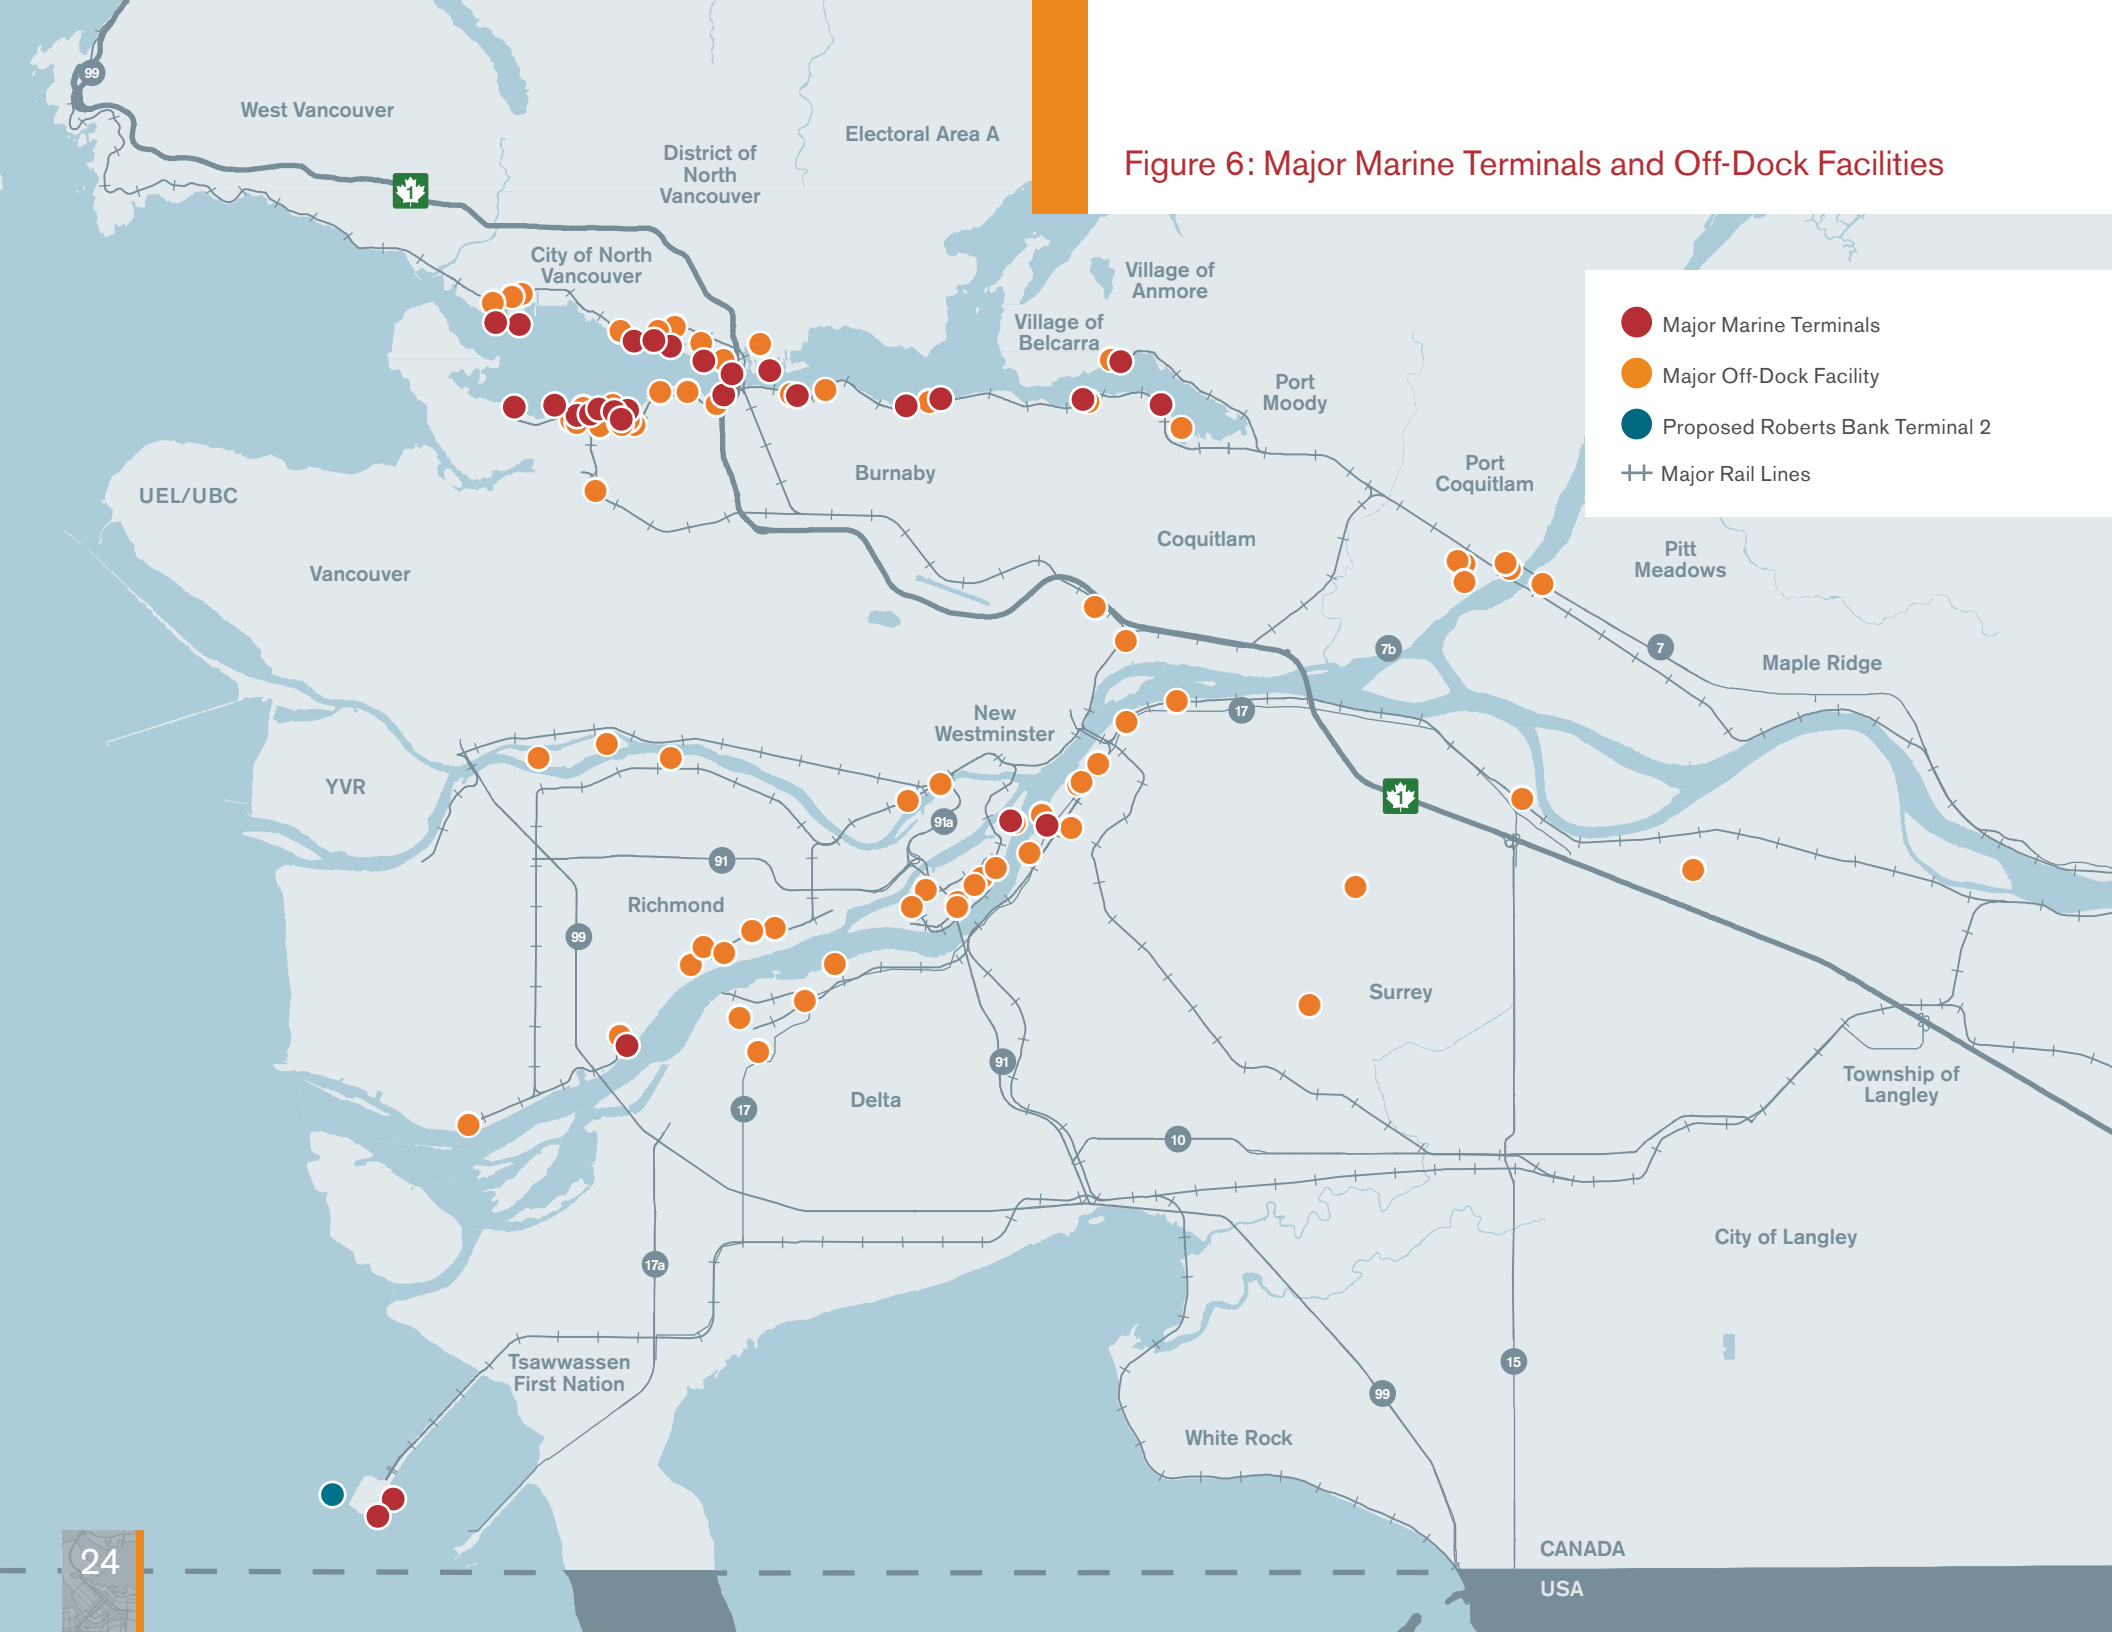 Figure 6: Major Marine Terminals and Off-Dock Facilities
Major Marine Terminals
Major Off-Dock Facility
Proposed Roberts Bank Terminal 2
Major Rail Lines
99
West Vancouver
1
District of
North
Vancouver
Electoral Area A
City of North
Vancouver
Village of
Anmore
Village of
Belcarra
Port
Moody
Burnaby
Port
Coquitlam
UEL/UBC
Vancouver
Coquitlam
Pitt
Meadows
7b
7
Maple Ridge
New
Westminster
17
YVR
1
91a
91
Richmond
99
Surrey
91
Delta
17
10
Township of
Langley
City of Langley
17a
Tsawwassen
First Nation
15
99
White Rock
CANADA
USA
24